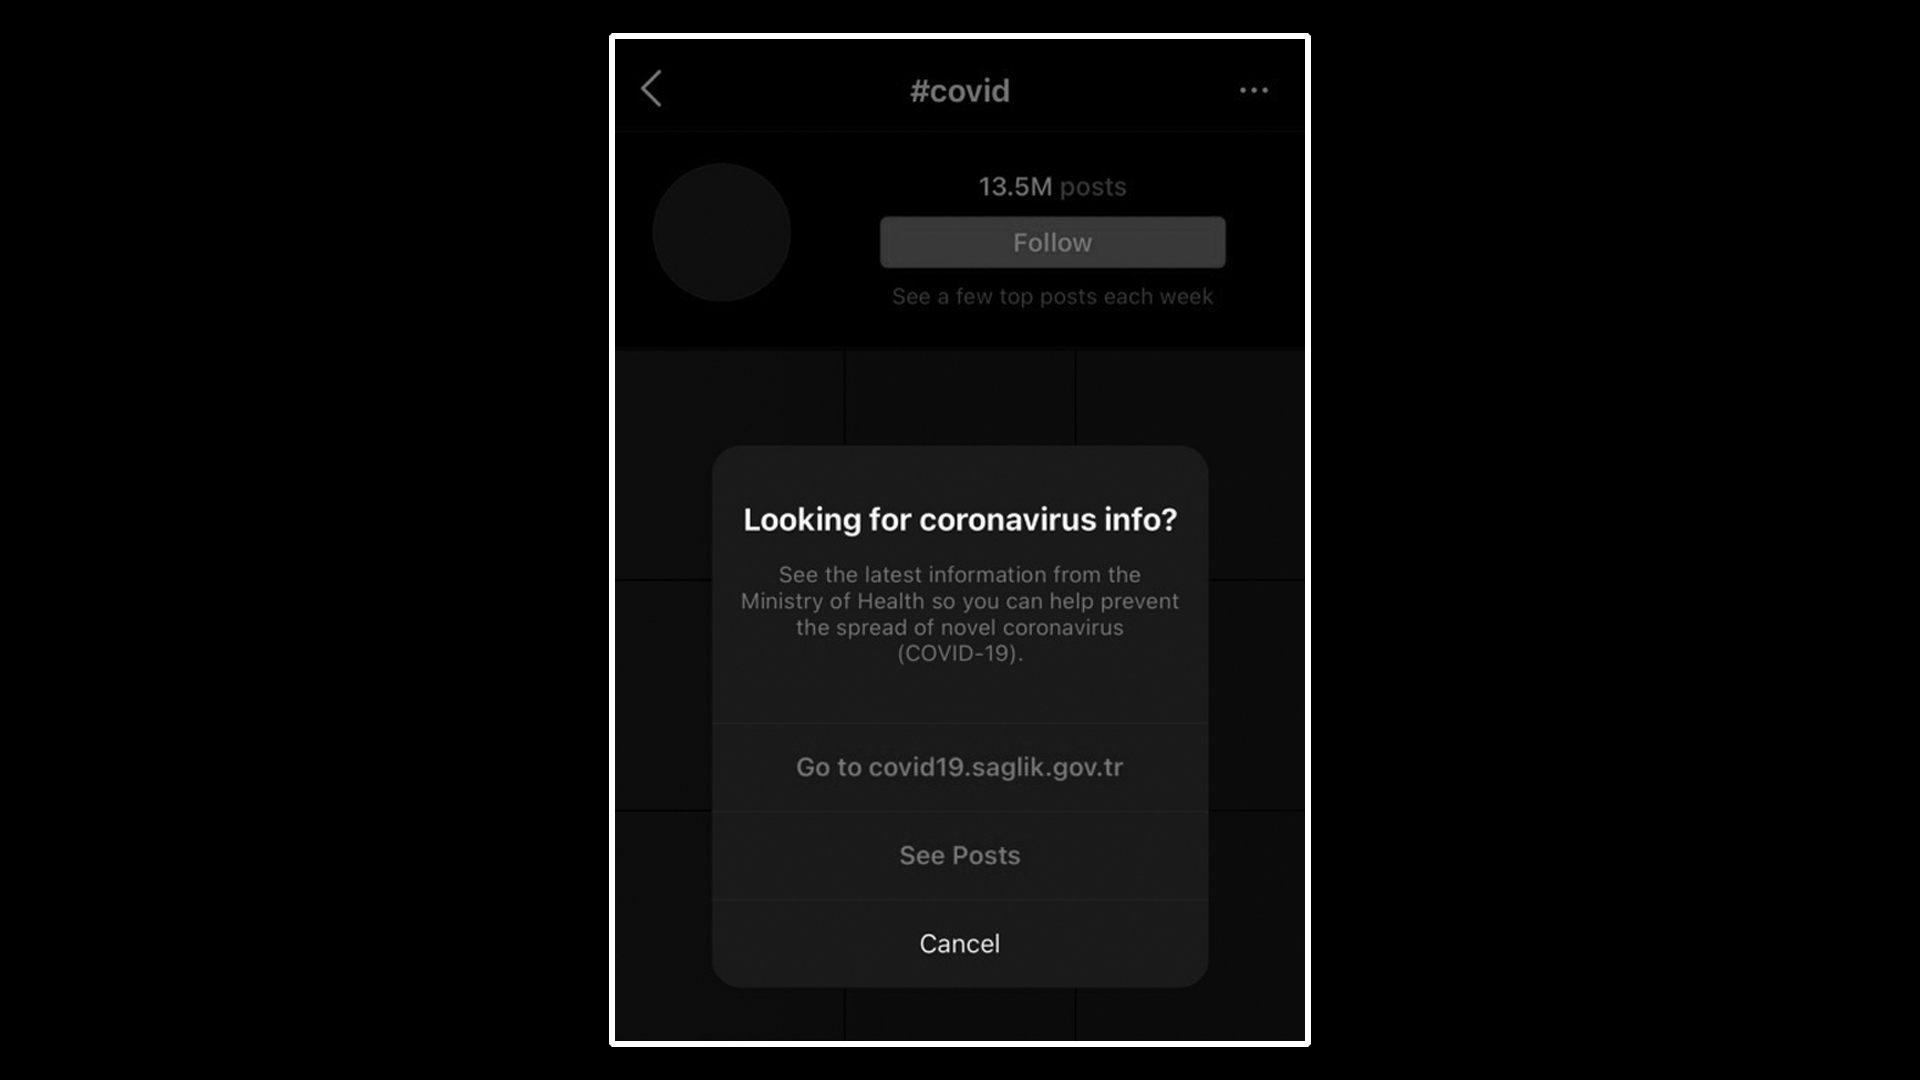 #covid
13.5M posts
Follow
See a few top posts each week
Looking for coronavirus info?
See the latest information from the
Ministry of Health so you can help prevent
the spread of novel coronavirus
(COVID-19).
Go to covid19.saglik.gov.tr
See Posts
Cancel